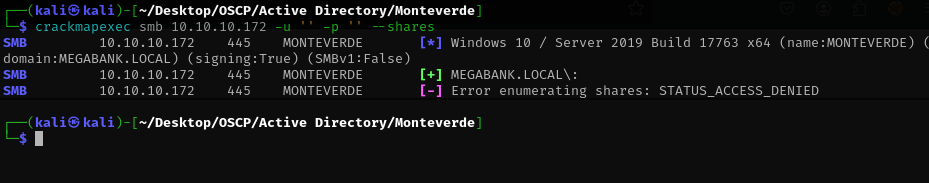 ┌──(kali㉿kali)-[~/Desktop/OSCP/Active Directory/Monteverde]
└─$ crackmapexec smb 10.10.10.172 -u '' -p '' --shares
SMB 10.10.10.172 445 MONTEVERDE [*] Windows 10 / Server 2019 Build 17763 x64 (name:MONTEVERDE) (
domain:MEGABANK.LOCAL) (signing:True) (SMBv1:False)
SMB 10.10.10.172 445 MONTEVERDE [+] MEGABANK.LOCAL\:
SMB 10.10.10.172 445 MONTEVERDE [-] Error enumerating shares: STATUS_ACCESS_DENIED
┌──(kali㉿kali)-[~/Desktop/OSCP/Active Directory/Monteverde]
└─$